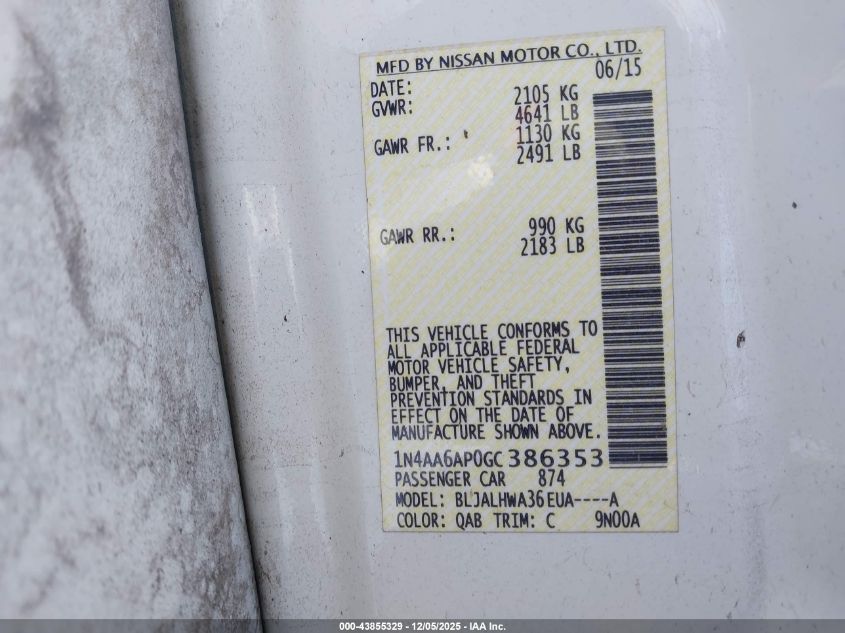 MFD BY NISSAN MOTOR CO., LTD.
DATE: 06/15
GVWR: 2105 KG
4641 LB
GAWR FR.: 1130 KG
2491 LB
GAWR RR.: 990 KG
2183 LB
THIS VEHICLE CONFORMS TO
ALL APPLICABLE FEDERAL
MOTOR VEHICLE SAFETY,
BUMPER, AND THEFT
PREVENTION STANDARDS IN
EFFECT ON THE DATE OF
MANUFACTURE SHOWN ABOVE.
1N4AA6AP0GC386353
PASSENGER CAR 874
MODEL: BLJALHWA36EUA----A
COLOR: QAB TRIM: C 9N00A
000-43855329 - 12/05/2025 - IAA Inc.